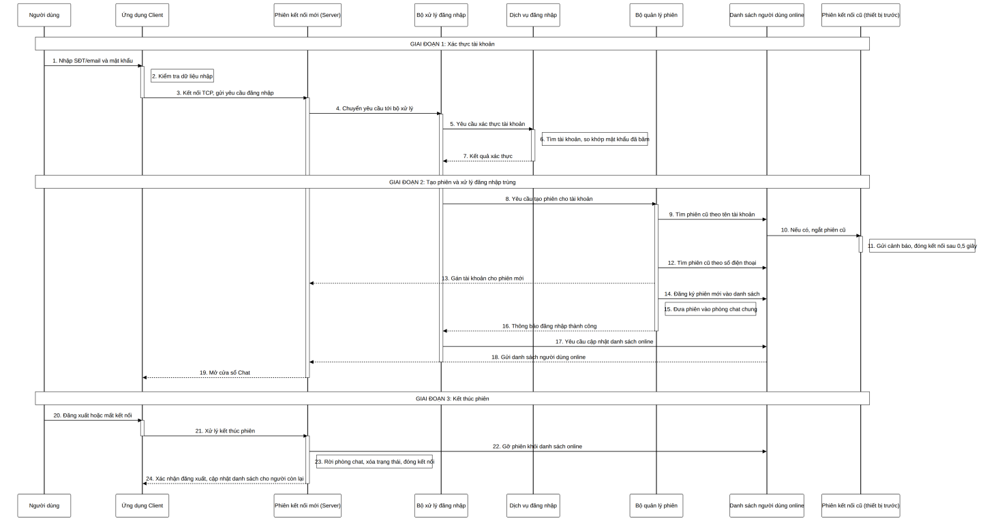 Người dùng
Ứng dụng Client
Phiên kết nối mới (Server)
Bộ xử lý đăng nhập
Dịch vụ đăng nhập
Bộ quản lý phiên
Danh sách người dùng online
Phiên kết nối cũ (thiết bị trước)
GIAI ĐOẠN 1: Xác thực tài khoản
1. Nhập SĐT/email và mật khẩu
2. Kiểm tra dữ liệu nhập
3. Kết nối TCP, gửi yêu cầu đăng nhập
4. Chuyển yêu cầu tới bộ xử lý
5. Yêu cầu xác thực tài khoản
6. Tìm tài khoản, so khớp mật khẩu đã băm
7. Kết quả xác thực
GIAI ĐOẠN 2: Tạo phiên và xử lý đăng nhập trùng
8. Yêu cầu tạo phiên cho tài khoản
9. Tìm phiên cũ theo tên tài khoản
10. Nếu có, ngắt phiên cũ
11. Gửi cảnh báo, đóng kết nối sau 0,5 giây
12. Tìm phiên cũ theo số điện thoại
13. Gán tài khoản cho phiên mới
14. Đăng ký phiên mới vào danh sách
15. Đưa phiên vào phòng chat chung
16. Thông báo đăng nhập thành công
17. Yêu cầu cập nhật danh sách online
18. Gửi danh sách người dùng online
19. Mở cửa sổ Chat
GIAI ĐOẠN 3: Kết thúc phiên
20. Đăng xuất hoặc mất kết nối
21. Xử lý kết thúc phiên
22. Gỡ phiên khỏi danh sách online
23. Rời phòng chat, xóa trạng thái, đóng kết nối
24. Xác nhận đăng xuất, cập nhật danh sách cho người còn lại
Người dùng
Ứng dụng Client
Phiên kết nối mới (Server)
Bộ xử lý đăng nhập
Dịch vụ đăng nhập
Bộ quản lý phiên
Danh sách người dùng online
Phiên kết nối cũ (thiết bị trước)